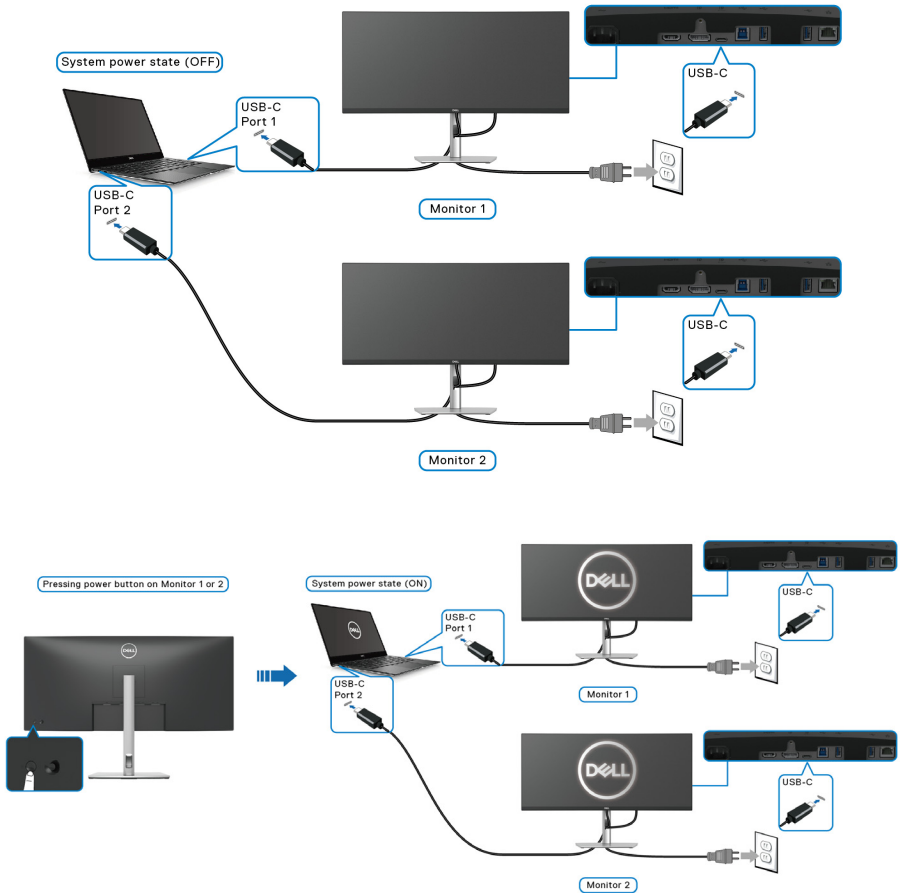 System power state (OFF)
USB-C
Port 1
USB-C
Monitor 1
USB-C
Port 2
USB-C
Monitor 2
Pressing power button on Monitor 1 or 2
DELL
System power state (ON)
DELL
USB-C
Port 1
DELL
USB-C
Monitor 1
USB-C
Port 2
DELL
USB-C
Monitor 2